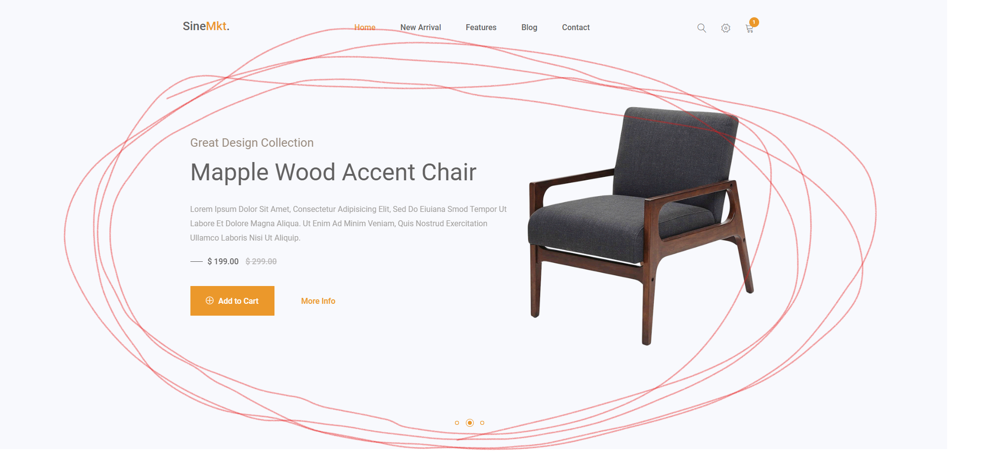 SineMkt.
Home New Arrival Features Blog Contact
1
Great Design Collection
Mapple Wood Accent Chair
Lorem Ipsum Dolor Sit Amet, Consectetur Adipisicing Elit, Sed Do Eiuiana Smod Tempor Ut
Labore Et Dolore Magna Aliqua. Ut Enim Ad Minim Veniam, Quis Nostrud Exercitation
Ullamco Laboris Nisi Ut Aliquip.
$ 199.00 $ 299.00
Add to Cart More Info